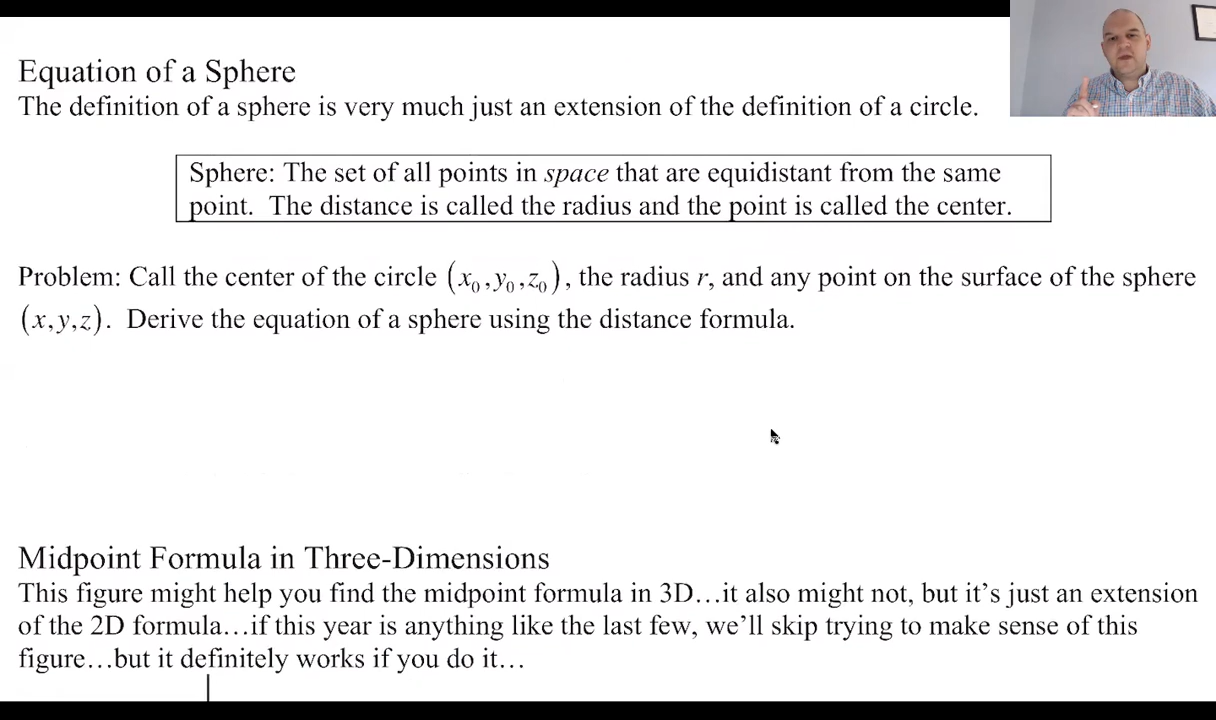 Equation of a Sphere
The definition of a sphere is very much just an extension of the definition of a circle.
Sphere: The set of all points in space that are equidistant from the same
point. The distance is called the radius and the point is called the center.
Problem: Call the center of the circle (x₀, y₀, z₀), the radius r, and any point on the surface of the sphere
(x, y, z). Derive the equation of a sphere using the distance formula.
Midpoint Formula in Three-Dimensions
This figure might help you find the midpoint formula in 3D…it also might not, but it’s just an extension
of the 2D formula…if this year is anything like the last few, we’ll skip trying to make sense of this
figure…but it definitely works if you do it…